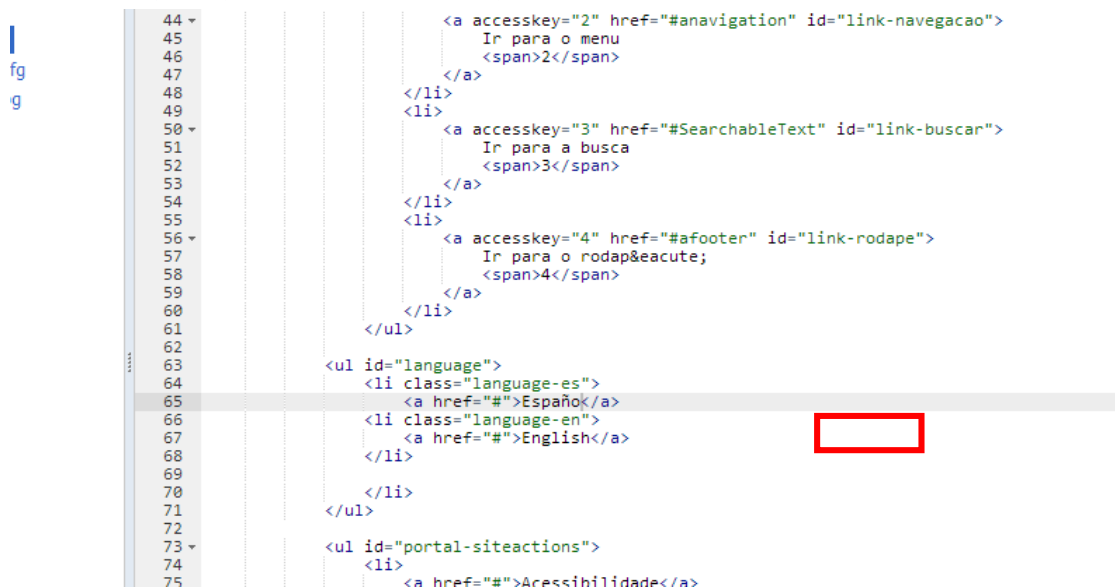 fg
g
44 <a accesskey="2" href="#anavigation" id="link-navegacao">
45 Ir para o menu
46 <span>2</span>
47 </a>
48 </li>
49 <li>
50 <a accesskey="3" href="#SearchableText" id="link-buscar">
51 Ir para a busca
52 <span>3</span>
53 </a>
54 </li>
55 <li>
56 <a accesskey="4" href="#afooter" id="link-rodape">
57 Ir para o rodap&eacute;
58 <span>4</span>
59 </a>
60 </li>
61 </ul>
62
63 <ul id="language">
64 <li class="language-es">
65 <a href="#">Españo</a>
66 <li class="language-en">
67 <a href="#">English</a>
68 </li>
69
70 </li>
71 </ul>
72
73 <ul id="portal-siteactions">
74 <li>
75 <a href="#">Acessibilidade</a>